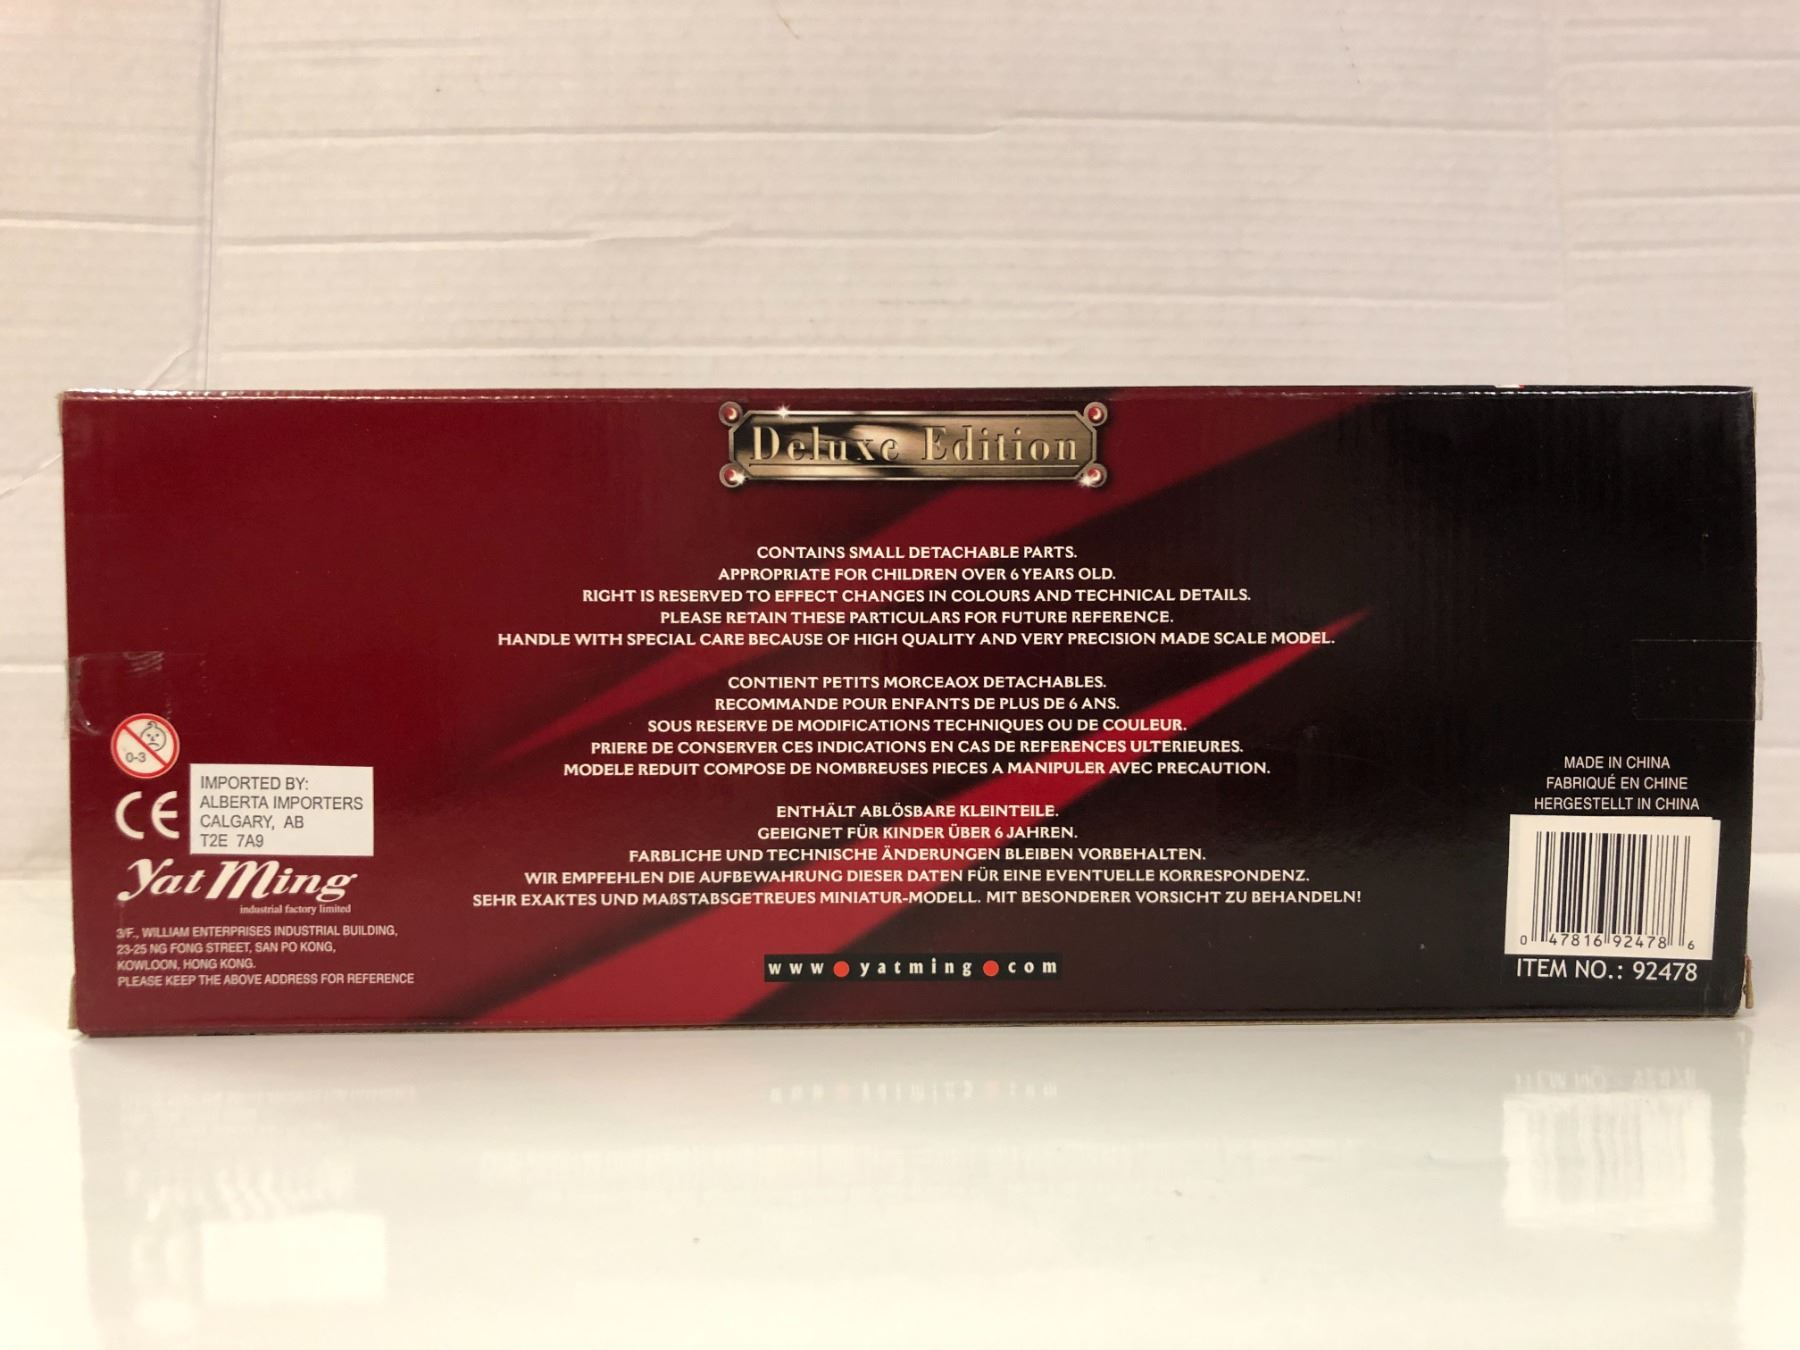 Deluxe Edition
CONTAINS SMALL DETACHABLE PARTS.
APPROPRIATE FOR CHILDREN OVER 6 YEARS OLD.
RIGHT IS RESERVED TO EFFECT CHANGES IN COLOURS AND TECHNICAL DETAILS.
PLEASE RETAIN THESE PARTICULARS FOR FUTURE REFERENCE.
HANDLE WITH SPECIAL CARE BECAUSE OF HIGH QUALITY AND VERY PRECISION MADE SCALE MODEL.
CONTIENT PETITS MORCEAOX DETACHABLES.
RECOMMANDE POUR ENFANTS DE PLUS DE 6 ANS.
SOUS RESERVE DE MODIFICATIONS TECHNIQUES OU DE COULEUR.
PRIERE DE CONSERVER CES INDICATIONS EN CAS DE REFERENCES ULTERIEURES.
MODELE REDUIT COMPOSE DE NOMBREUSES PIECES A MANIPULER AVEC PRECAUTION.
ENTHÄLT ABLÖSBARE KLEINTEILE.
GEEIGNET FÜR KINDER ÜBER 6 JAHREN.
FARBLICHE UND TECHNISCHE ÄNDERUNGEN BLEIBEN VORBEHALTEN.
WIR EMPFEHLEN DIE AUFBEWAHRUNG DIESER DATEN FÜR EINE EVENTUELLE KORRESPONDENZ.
SEHR EXAKTES UND MAßSTABSGETREUES MINIATUR-MODELL. MIT BESONDERER VORSICHT ZU BEHANDELN!
www.yatming.com
0-3
CE
IMPORTED BY:
ALBERTA IMPORTERS
CALGARY, AB
T2E 7A9
Yat Ming
industrial factory limited
3/F., WILLIAM ENTERPRISES INDUSTRIAL BUILDING,
23-25 NG FONG STREET, SAN PO KONG,
KOWLOON, HONG KONG.
PLEASE KEEP THE ABOVE ADDRESS FOR REFERENCE
MADE IN CHINA
FABRIQUÉ EN CHINE
HERGESTELLT IN CHINA
0 47816 92478 6
ITEM NO.: 92478